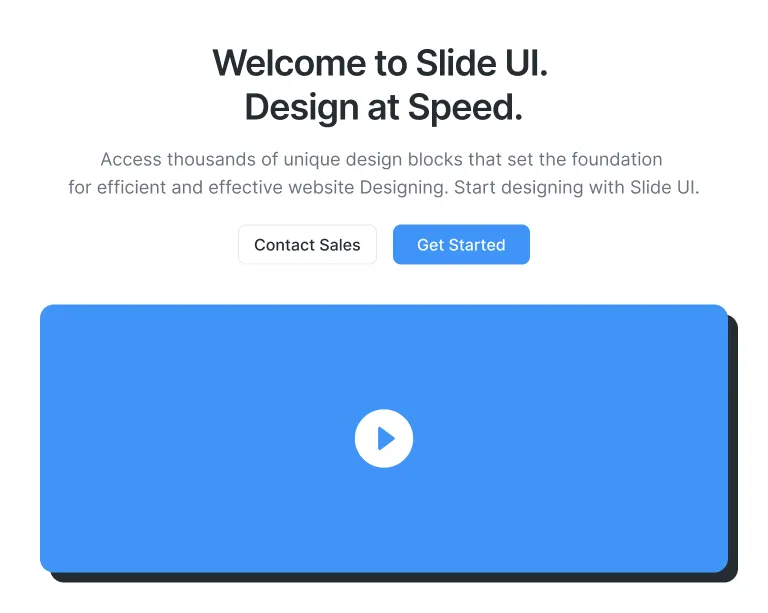 Welcome to Slide UI.
Design at Speed.
Access thousands of unique design blocks that set the foundation
for efficient and effective website Designing. Start designing with Slide UI.
Contact Sales
Get Started